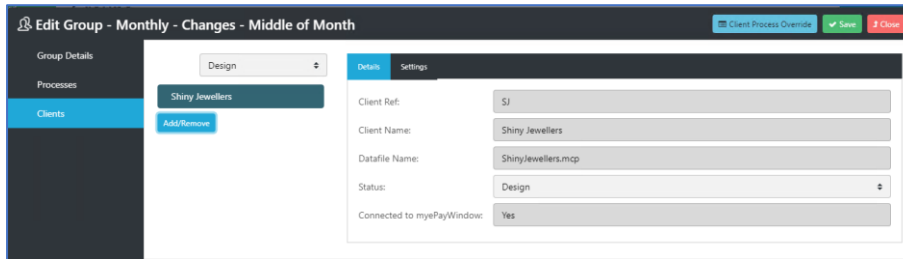 Edit Group - Monthly - Changes - Middle of Month
Client Process Override
Save
Close
Group Details
Processes
Clients
Design
Shiny Jewellers
Add/Remove
Details Settings
Client Ref: SJ
Client Name: Shiny Jewellers
Datafile Name: ShinyJewellers.mcp
Status: Design
Connected to myePayWindow: Yes